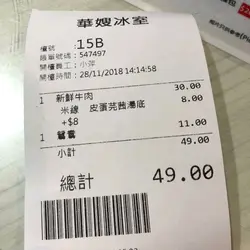 華嫂冰室
檯號 : 15B
賬單號碼 : 547497
開檯員工 : 小萍
開檯時間 : 28/11/2018 14:14:58
1 新鮮牛肉 30.00
米線 皮蛋芫茜湯底 8.00
+$8
1 鴛鴦 11.00
小計 49.00
總計 49.00